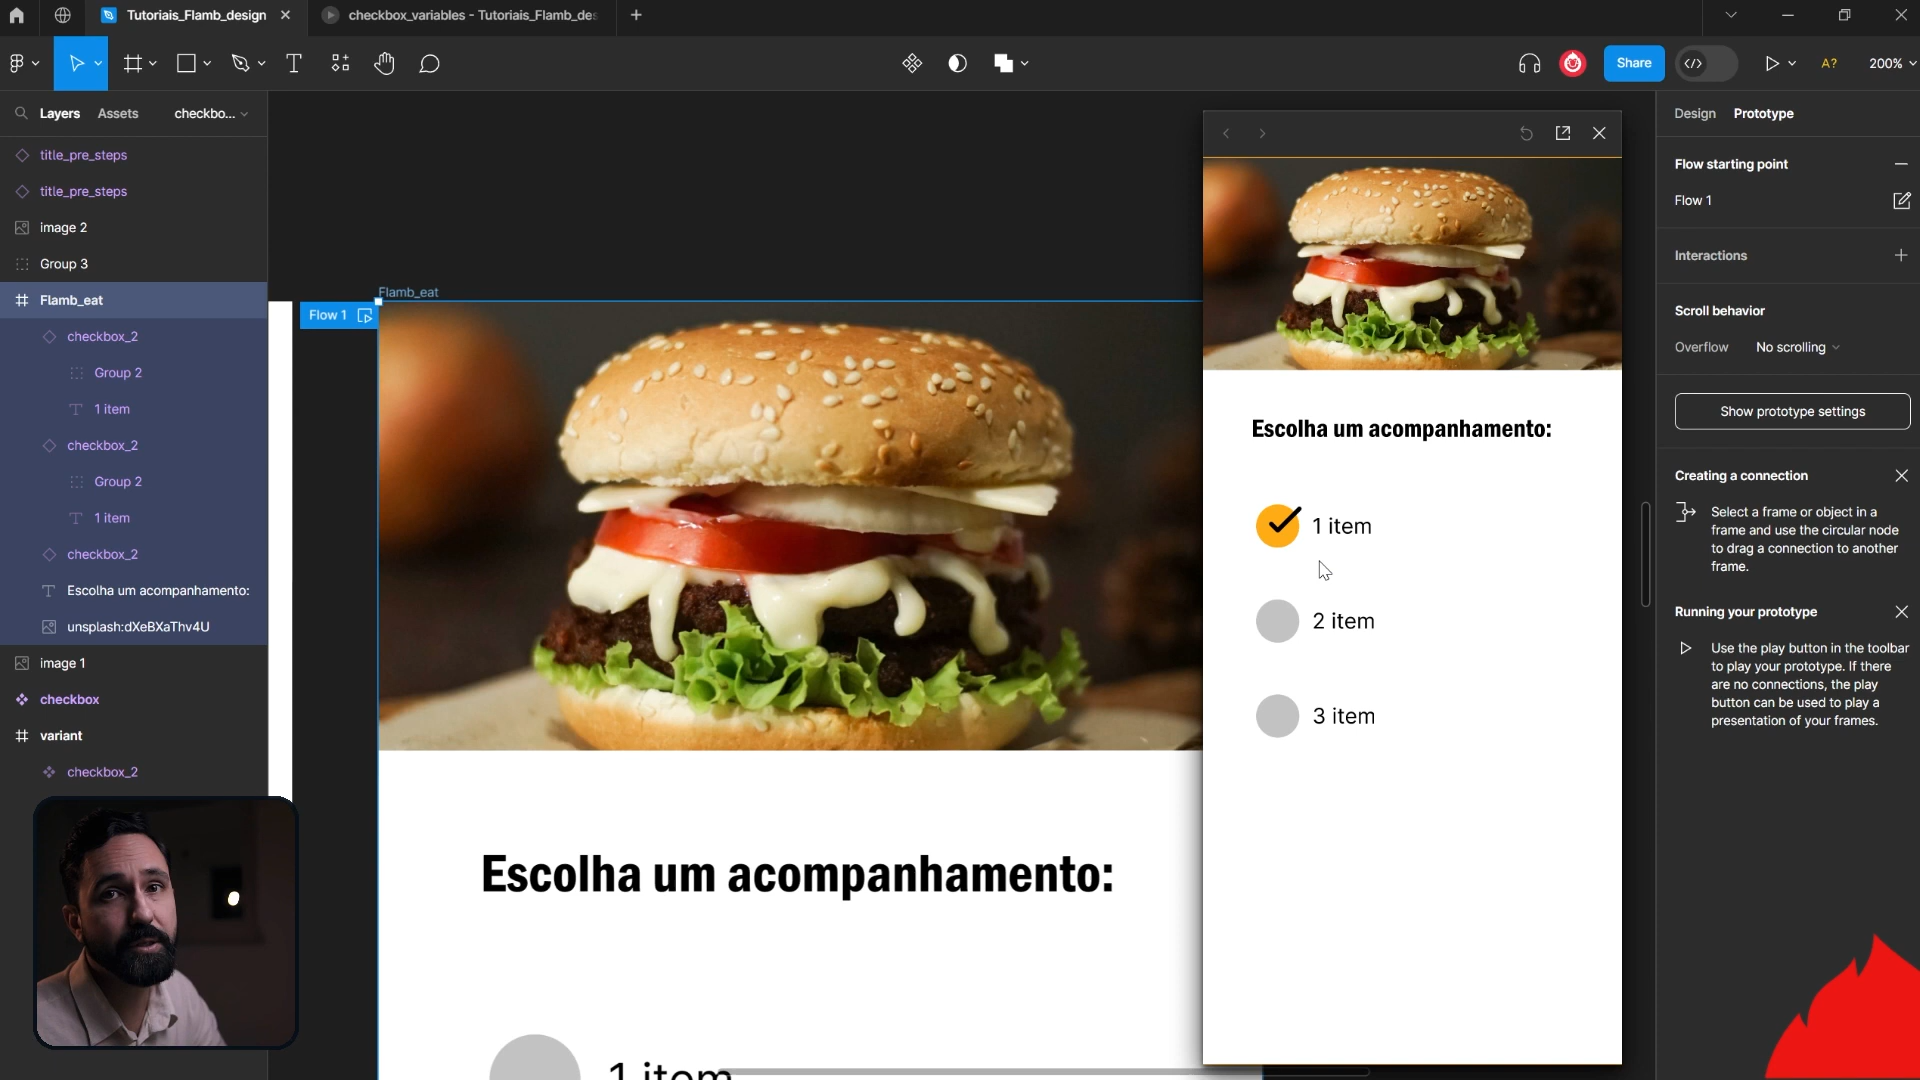 Tutoriais_Flamb_design
checkbox_variables - Tutoriais_Flamb_des
Share
A?
200%
Layers
Assets
checkbo...
title_pre_steps
title_pre_steps
image 2
Group 3
Flamb_eat
checkbox_2
Group 2
1 item
checkbox_2
Group 2
1 item
checkbox_2
Escolha um acompanhamento:
unsplash:dXeBXaThv4U
image 1
checkbox
variant
checkbox_2
Flamb_eat
Flow 1
Escolha um acompanhamento:
1 item
Escolha um acompanhamento:
1 item
2 item
3 item
Design
Prototype
Flow starting point
Flow 1
Interactions
Scroll behavior
Overflow
No scrolling
Show prototype settings
Creating a connection
Select a frame or object in a
frame and use the circular node
to drag a connection to another
frame.
Running your prototype
Use the play button in the toolbar
to play your prototype. If there
are no connections, the play
button can be used to play a
presentation of your frames.